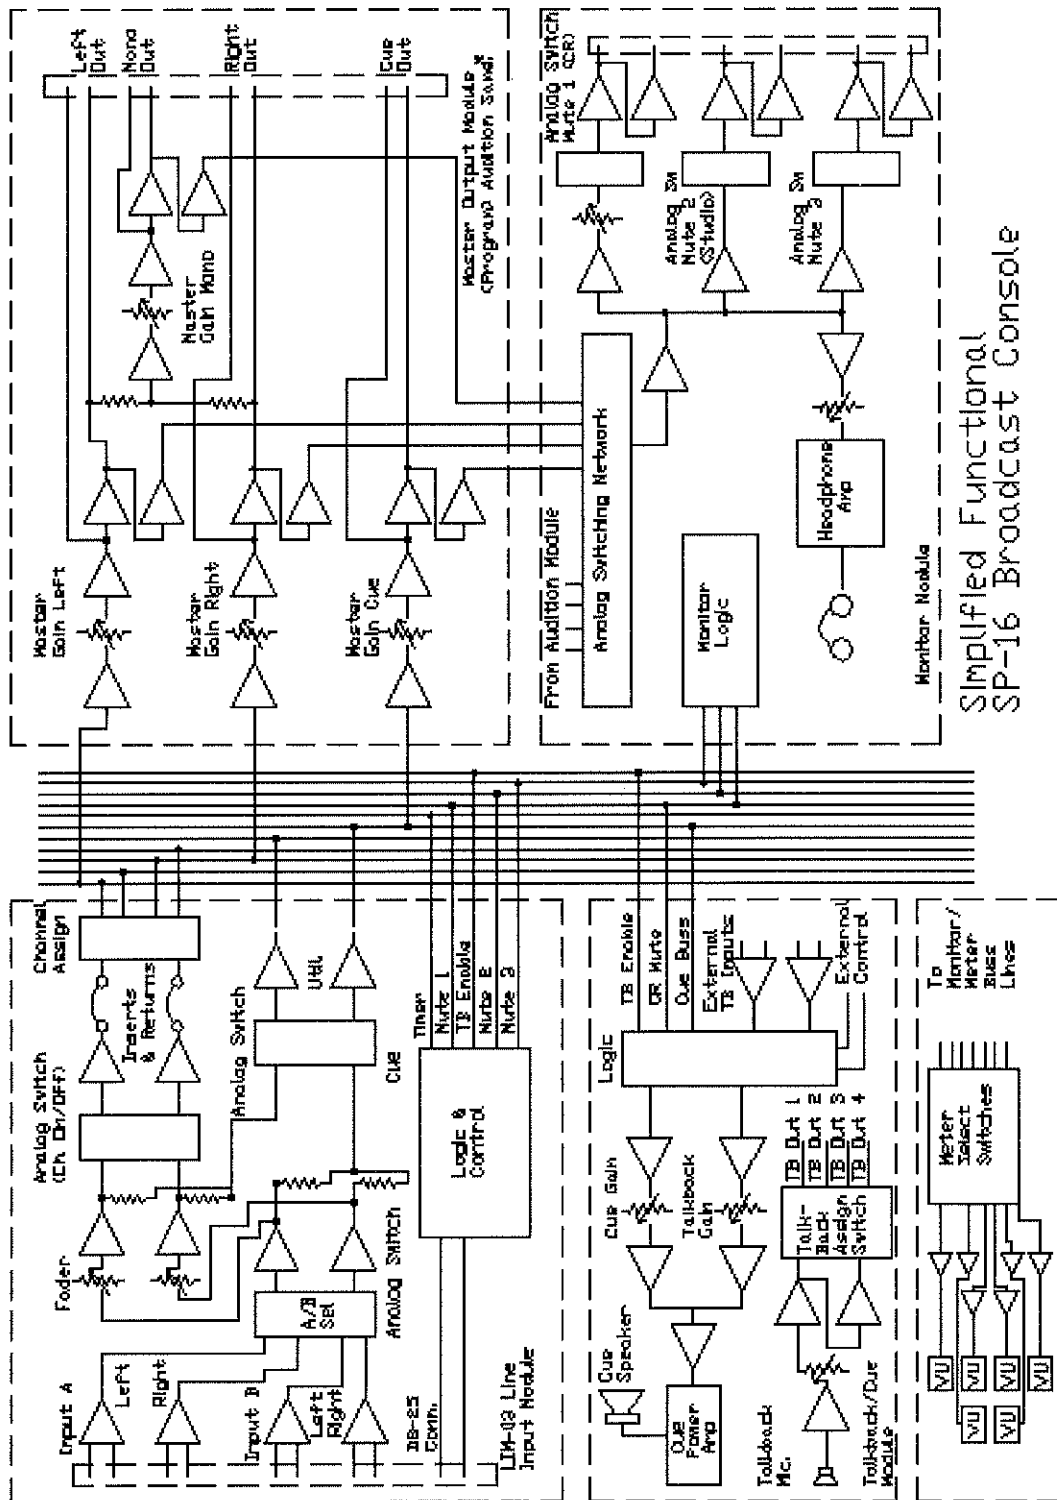 Input A
Left
Right
Input B
Left
Right
DB-25
Conn.
LIM-02 Line
Input Module
Fader
A/B
Sel
Analog Switch
Analog Switch
(Ch On/Off)
Inserts
& Returns
Channel
Assign
Analog Switch
Util
Cue
Logic &
Control
Timer
Mute 1
TB Enable
Mute 2
Mute 3
Master
Gain Left
Master
Gain Right
Master
Gain Cue
Master
Gain Mono
Left
Out
Mono
Out
Right
Out
Cue
Out
Master Output Module
(Program) Audition Same*
Cue
Speaker
Cue
Power
Amp
Cue Gain
Talkback
Gain
Logic
TB Enable
CR Mute
Cue Buss
External
TB Inputs
External
Control
Talkback
Mic.
Talk-
Back
Assign
Switch
TB Out 1
TB Out 2
TB Out 3
TB Out 4
Talkback/Cue
Module
From Audition Module
Analog Switching Network
Monitor
Logic
Analog Switch
Mute 1 (CR)
Analog Sw
Mute 2
(Studio)
Analog Sw
Mute 3
Headphone
Amp
Monitor Module
VU
VU
VU
VU
VU
VU
Meter
Select
Switches
To
Monitor/
Meter
Buss
Lines
Simplified Functional
SP-16 Broadcast Console